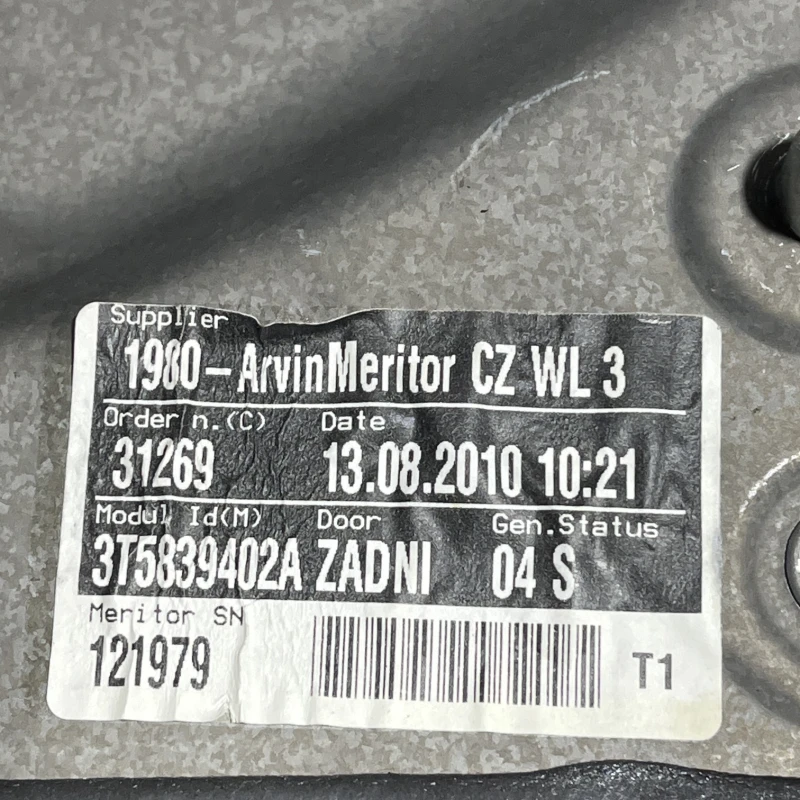 Supplier
1980-ArvinMeritor CZ WL 3
Order n.(C) Date
31269 13.08.2010 10:21
Modul Id(M) Door Gen.Status
3T5839402A ZADNI 04 S
Meritor SN
121979 T1